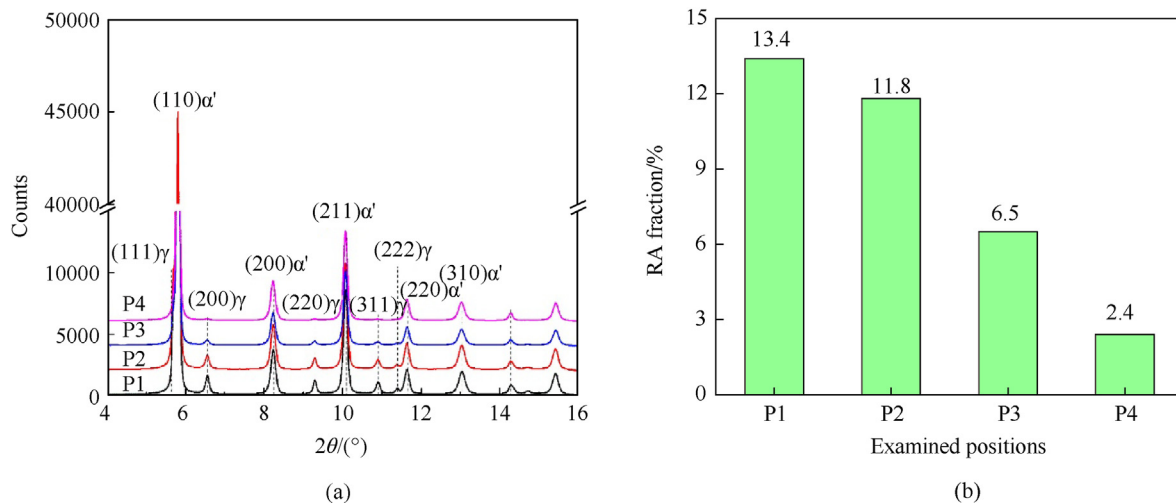 50000
45000
40000
10000
5000
0
Counts
(110)α'
(111)γ
(200)γ
(200)α'
(220)γ
(211)α'
(311)γ
(222)γ
(220)α'
(310)α'
P4
P3
P2
P1
4 6 8 10 12 14 16
2θ/(°)
(a)
15
12
9
6
3
0
RA fraction/%
13.4
11.8
6.5
2.4
P1 P2 P3 P4
Examined positions
(b)